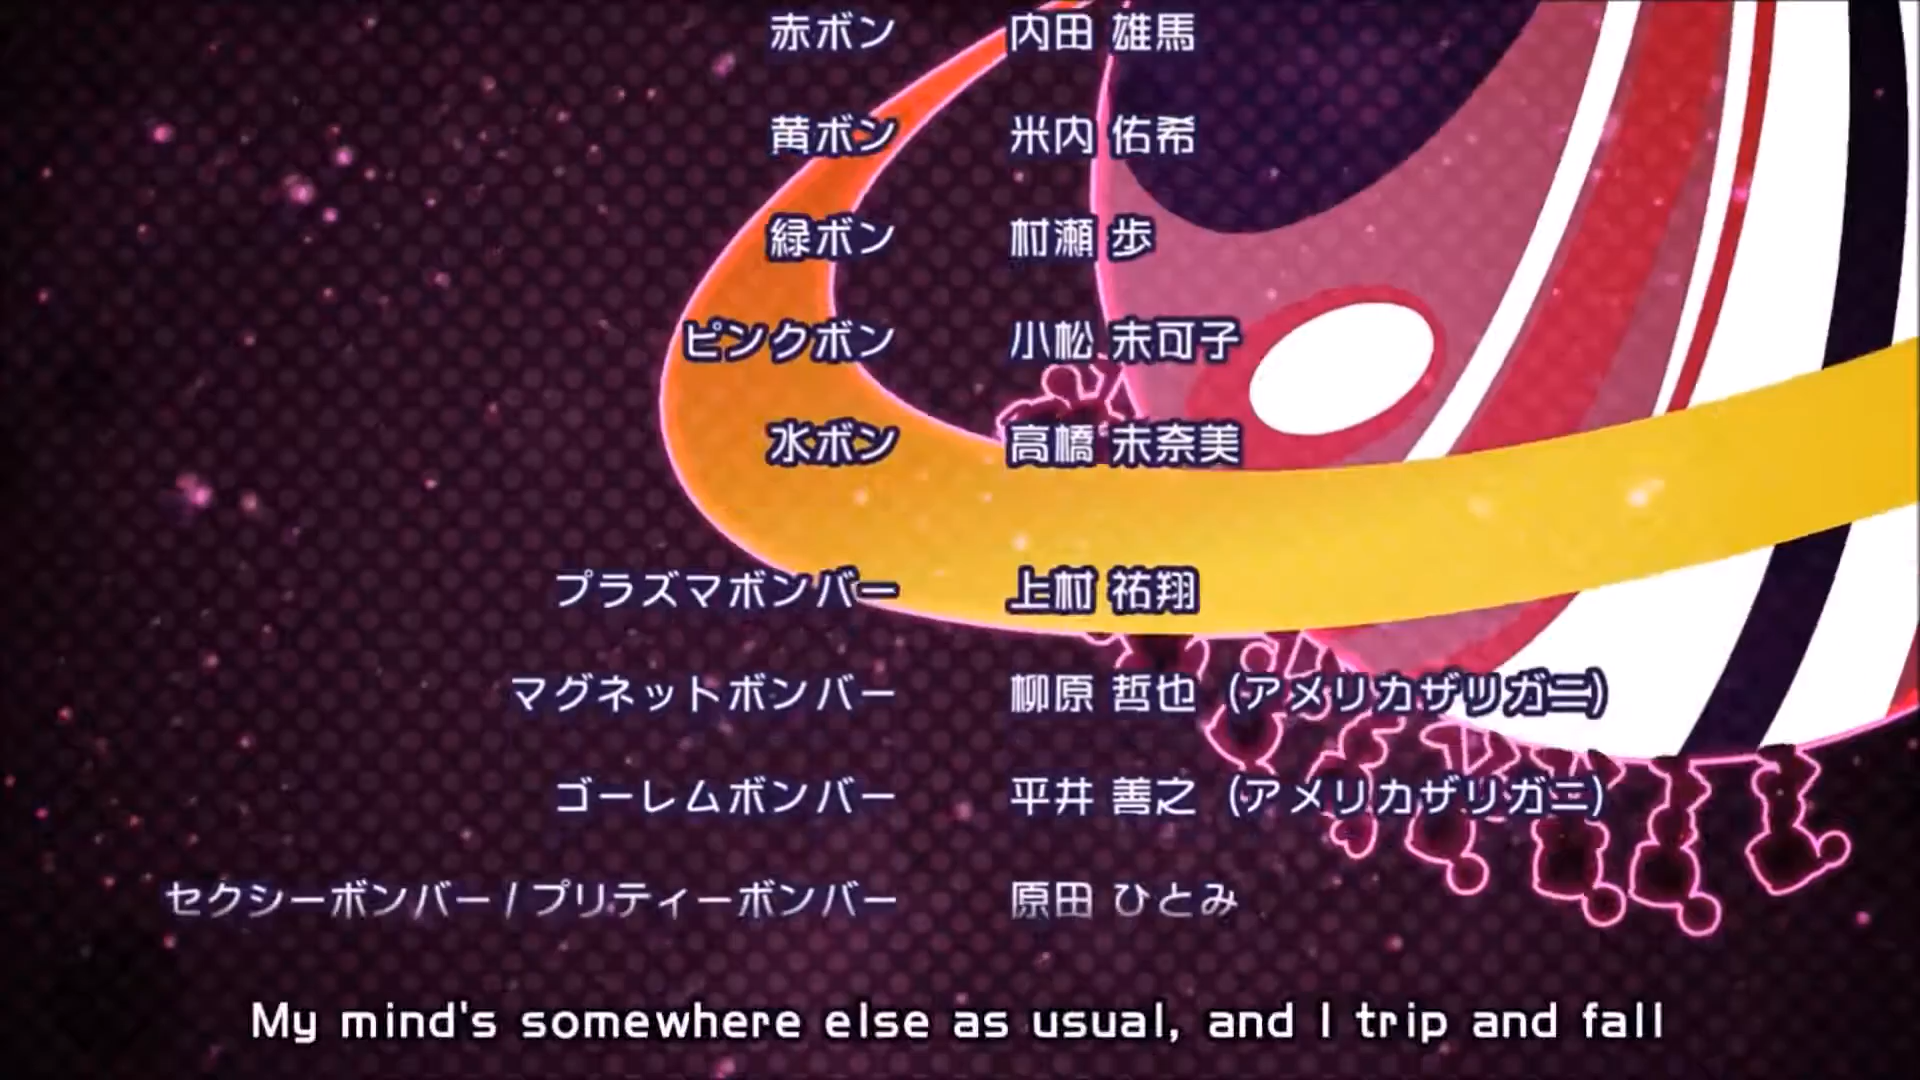 赤ボン 内田 雄馬
黄ボン 米内 佑希
緑ボン 村瀬 歩
ピンクボン 小松 未可子
水ボン 高橋 未奈美
プラズマボンバー 上村 祐翔
マグネットボンバー 柳原 哲也 (アメリカザリガニ)
ゴーレムボンバー 平井 善之 (アメリカザリガニ)
セクシーボンバー / プリティーボンバー 原田 ひとみ
My mind's somewhere else as usual, and I trip and fall